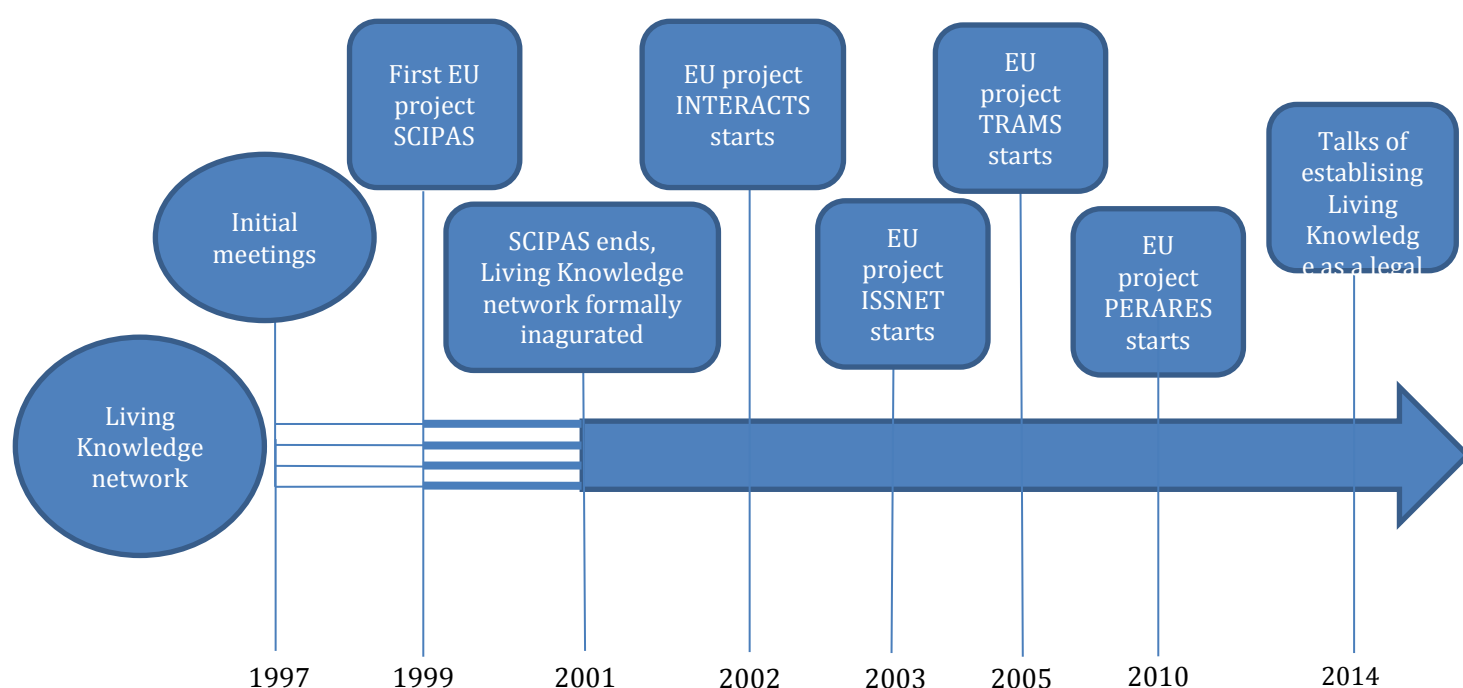 First EU
project
SCIPAS
EU project
INTERACTS
starts
EU
project
TRAMS
starts
Talks of
establising
Living
Knowledg
e as a legal
Initial
meetings
SCIPAS ends,
Living Knowledge
network formally
inagurated
EU
project
ISSNET
starts
EU
project
PERARES
starts
Living
Knowledge
network
1997
1999
2001
2002
2003
2005
2010
2014